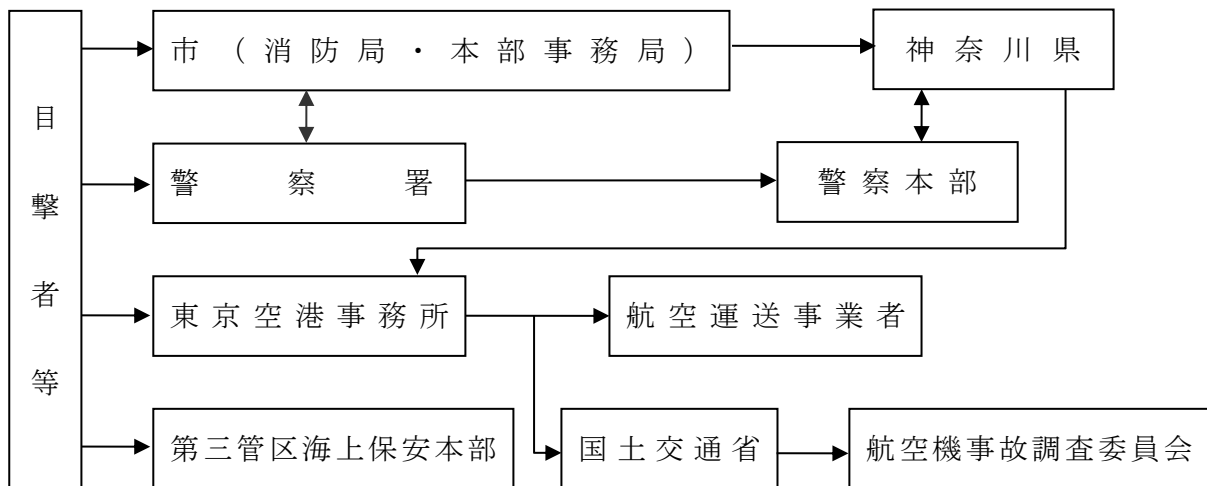 目撃者等
市（消防局・本部事務局）
神奈川県
警察署
警察本部
東京空港事務所
航空運送事業者
第三管区海上保安本部
国土交通省
航空機事故調査委員会